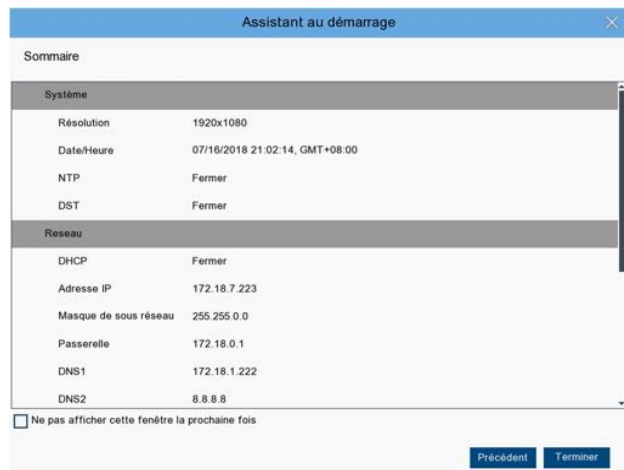 Assistant au démarrage
Sommaire
Système
Résolution 1920x1080
Date/Heure 07/16/2018 21:02:14, GMT+08:00
NTP Fermer
DST Fermer
Reseau
DHCP Fermer
Adresse IP 172.18.7.223
Masque de sous réseau 255.255.0.0
Passerelle 172.18.0.1
DNS1 172.18.1.222
DNS2 8.8.8.8
Ne pas afficher cette fenêtre la prochaine fois
Précédent Terminer